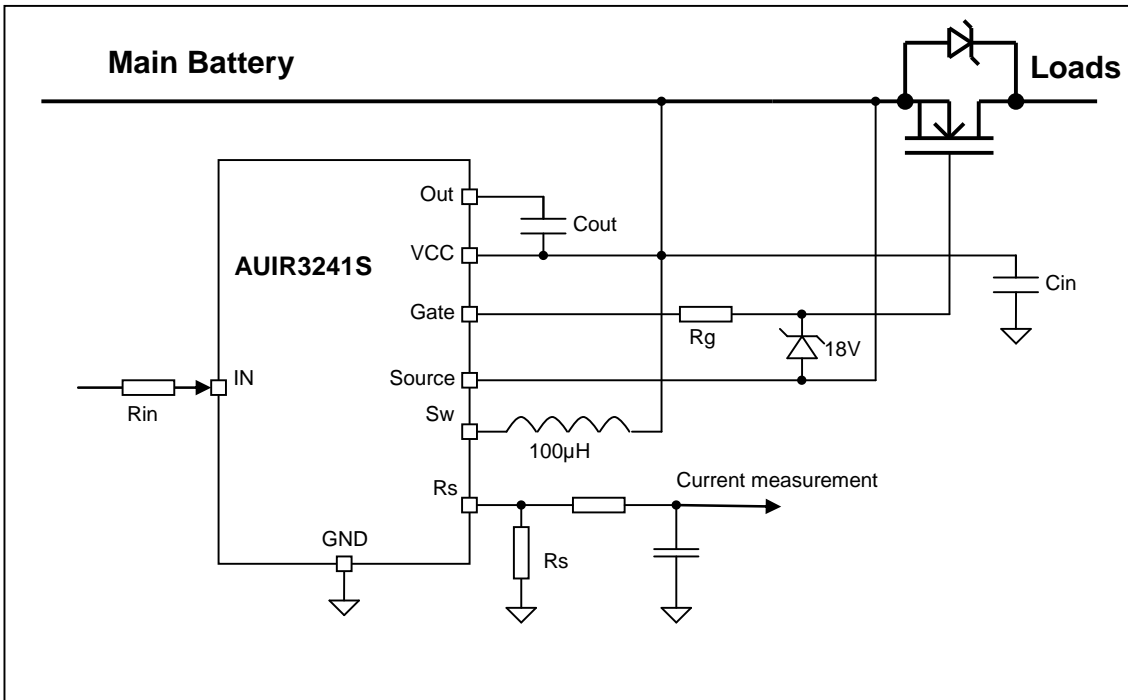 Main Battery
Loads
Out
Cout
VCC
AUIR3241S
Cin
Gate
Rg
18V
Source
IN
Rin
Sw
100µH
Current measurement
Rs
GND
Rs